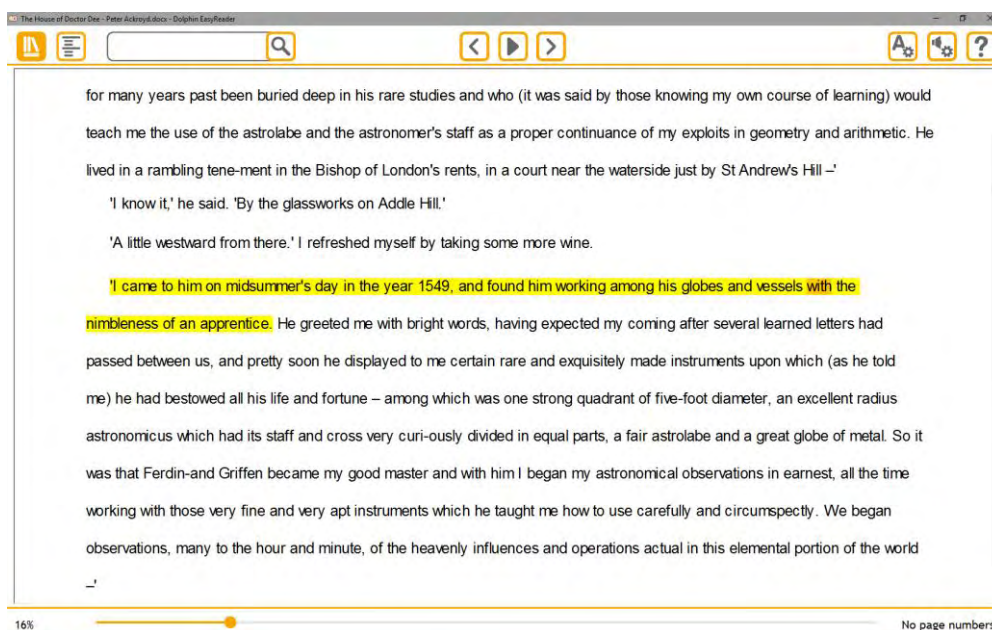 The House of Doctor Dee - Peter Ackroyd.docx - Dolphin EasyReader
for many years past been buried deep in his rare studies and who (it was said by those knowing my own course of learning) would
teach me the use of the astrolabe and the astronomer's staff as a proper continuance of my exploits in geometry and arithmetic. He
lived in a rambling tene-ment in the Bishop of London's rents, in a court near the waterside just by St Andrew's Hill –'
'I know it,' he said. 'By the glassworks on Addle Hill.'
'A little westward from there.' I refreshed myself by taking some more wine.
'I came to him on midsummer's day in the year 1549, and found him working among his globes and vessels with the
nimbleness of an apprentice. He greeted me with bright words, having expected my coming after several learned letters had
passed between us, and pretty soon he displayed to me certain rare and exquisitely made instruments upon which (as he told
me) he had bestowed all his life and fortune – among which was one strong quadrant of five-foot diameter, an excellent radius
astronomicus which had its staff and cross very curi-ously divided in equal parts, a fair astrolabe and a great globe of metal. So it
was that Ferdin-and Griffen became my good master and with him I began my astronomical observations in earnest, all the time
working with those very fine and very apt instruments which he taught me how to use carefully and circumspectly. We began
observations, many to the hour and minute, of the heavenly influences and operations actual in this elemental portion of the world
–'
16% No page numbers